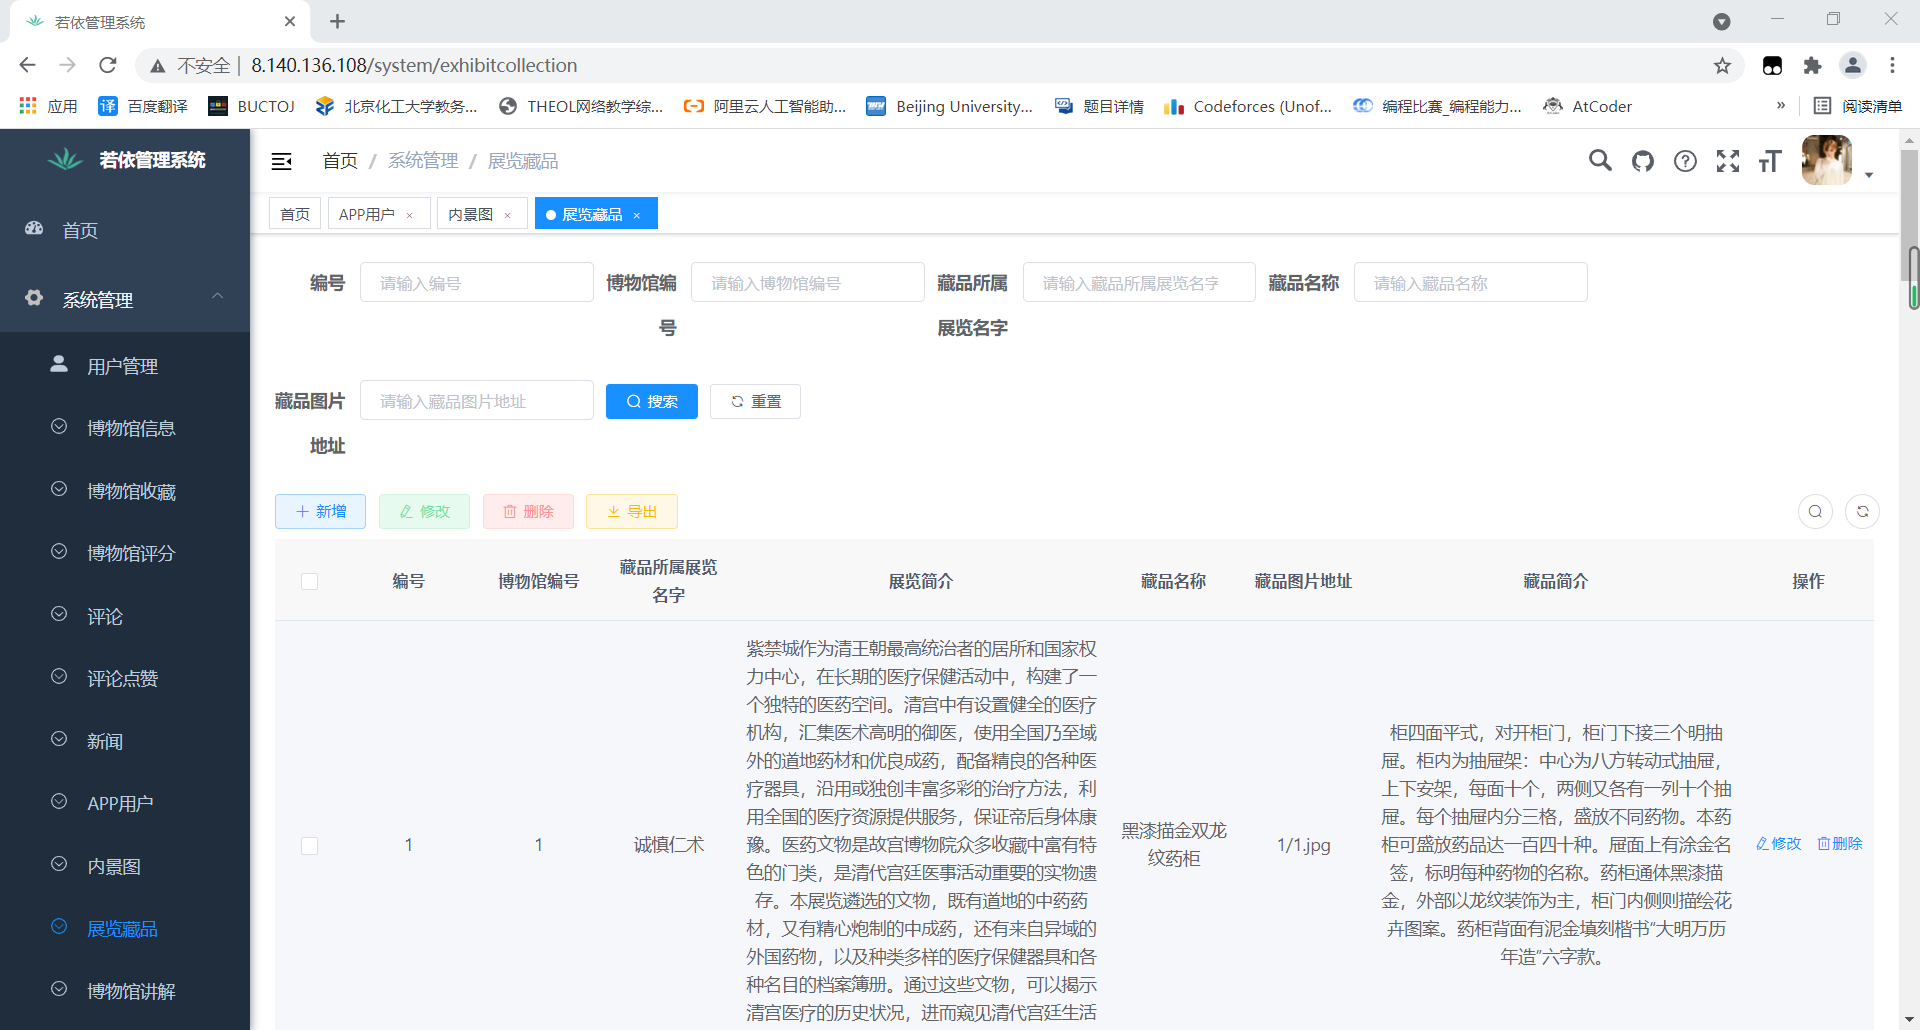 若依管理系统
不安全
8.140.136.108/system/exhibitcollection
应用
百度翻译
BUCTOJ
北京化工大学教务...
THEOL网络教学综...
阿里云人工智能助...
Beijing University...
题目详情
Codeforces (Unof...
编程比赛_编程能力...
AtCoder
»
阅读清单
若依管理系统
首页 / 系统管理 / 展览藏品
首页
APP用户 ×
内景图 ×
展览藏品 ×
首页
系统管理
用户管理
博物馆信息
博物馆收藏
博物馆评分
评论
评论点赞
新闻
APP用户
内景图
展览藏品
博物馆讲解
编号
请输入编号
博物馆编
号
请输入博物馆编号
藏品所属
展览名字
请输入藏品所属展览名字
藏品名称
请输入藏品名称
藏品图片
地址
请输入藏品图片地址
搜索
重置
新增
修改
删除
导出
编号
博物馆编号
藏品所属展览
名字
展览简介
藏品名称
藏品图片地址
藏品简介
操作
1
1
诚慎仁术
紫禁城作为清王朝最高统治者的居所和国家权
力中心，在长期的医疗保健活动中，构建了一
个独特的医药空间。清宫中有设置健全的医疗
机构，汇集医术高明的御医，使用全国乃至域
外的道地药材和优良成药，配备精良的各种医
疗器具，沿用或独创丰富多彩的治疗方法，利
用全国的医疗资源提供服务，保证帝后身体康
豫。医药文物是故宫博物院众多收藏中富有特
色的门类，是清代宫廷医事活动重要的实物遗
存。本展览遴选的文物，既有道地的中药药
材，又有精心炮制的中成药，还有来自异域的
外国药物，以及种类多样的医疗保健器具和各
种名目的档案簿册。通过这些文物，可以揭示
清宫医疗的历史状况，进而窥见清代宫廷生活
黑漆描金双龙
纹药柜
1/1.jpg
柜四面平式，对开柜门，柜门下接三个明抽
屉。柜内为抽屉架：中心为八方转动式抽屉，
上下安架，每面十个，两侧又各有一列十个抽
屉。每个抽屉内分三格，盛放不同药物。本药
柜可盛放药品达一百四十种。屉面上有涂金名
签，标明每种药物的名称。药柜通体黑漆描
金，外部以龙纹装饰为主，柜门内侧则描绘花
卉图案。药柜背面有泥金填刻楷书“大明万历
年造”六字款。
修改
删除